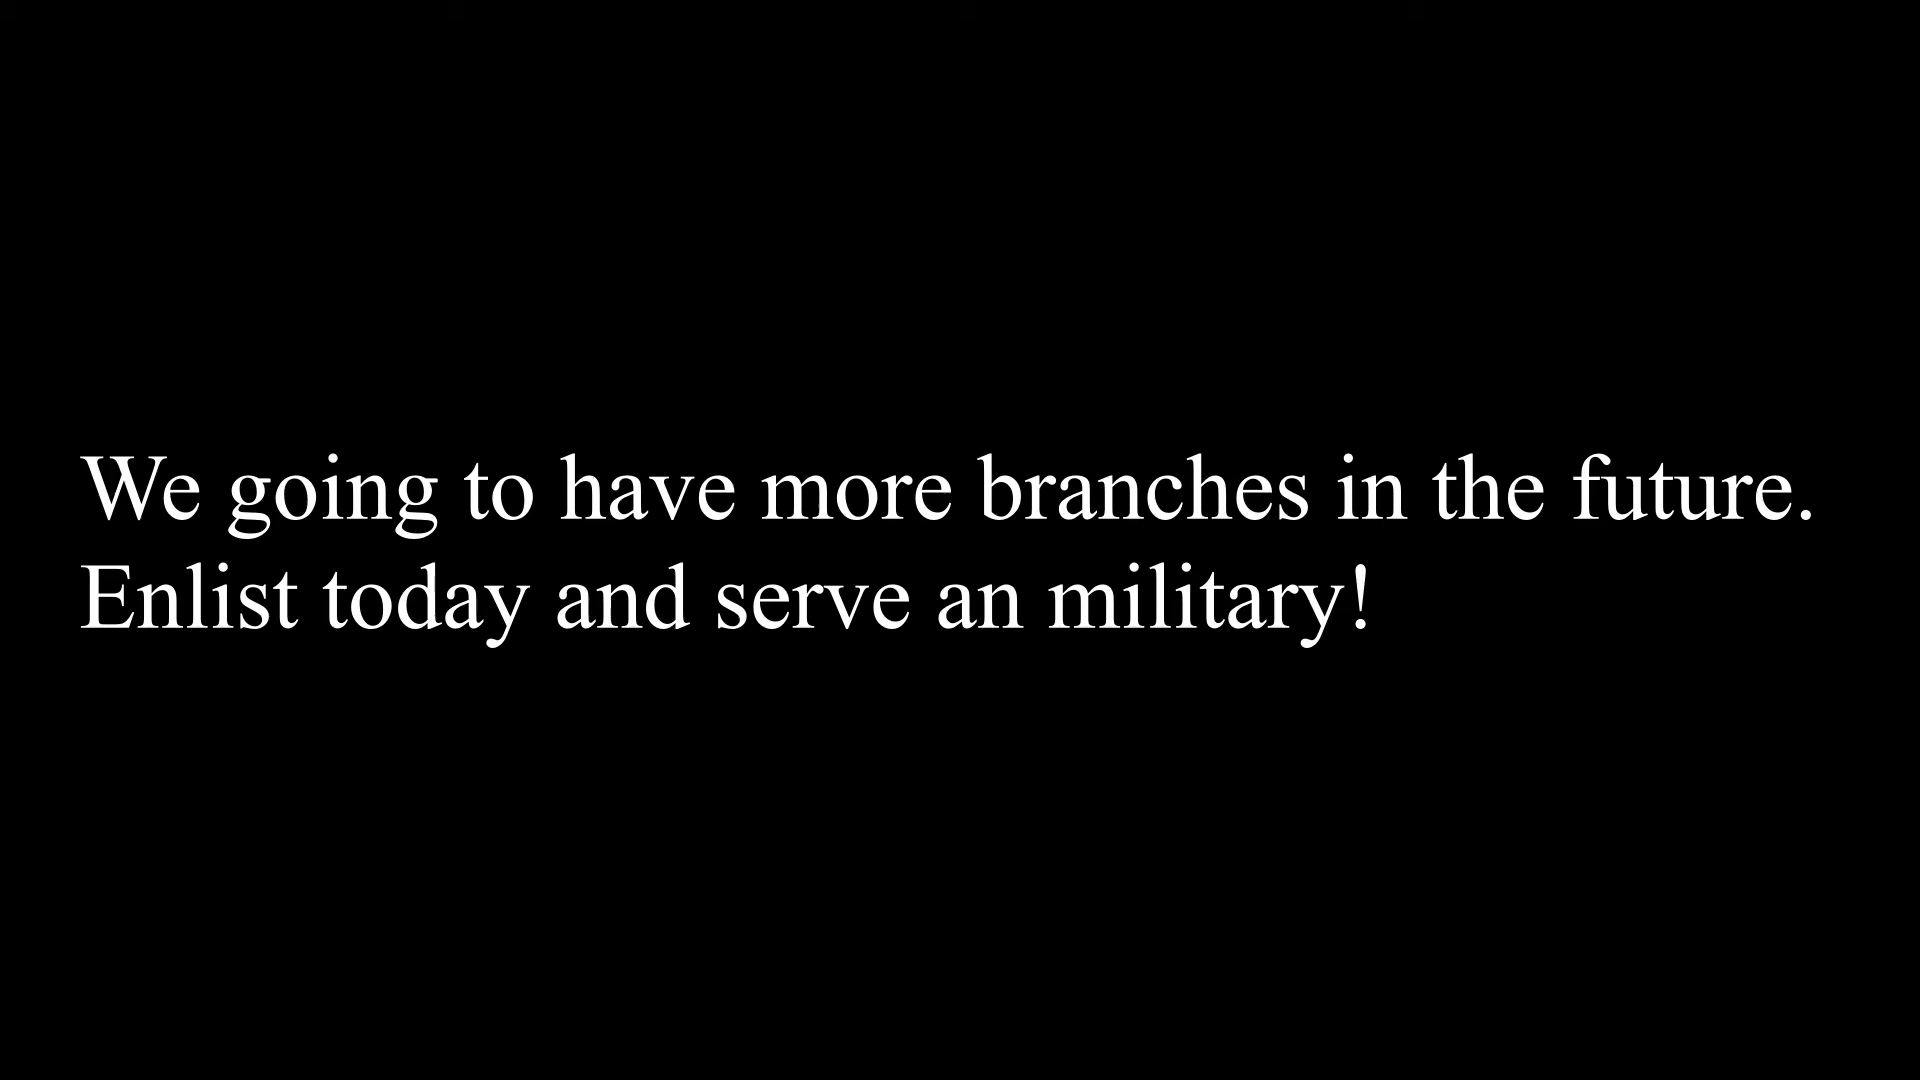 We going to have more branches in the future.
Enlist today and serve an military!